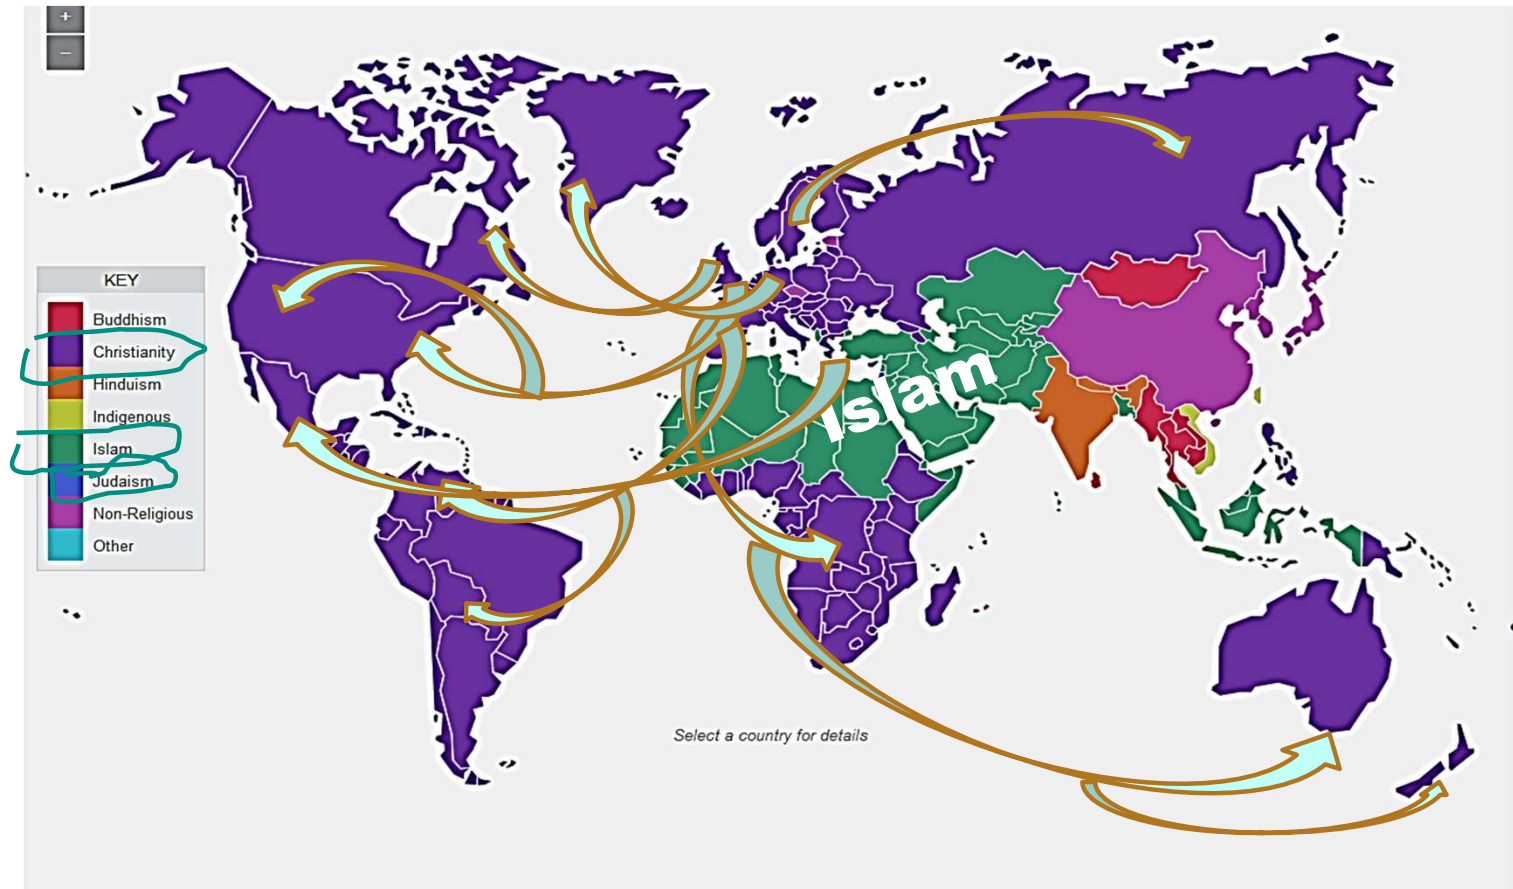 +
−
KEY
Buddhism
Christianity
Hinduism
Indigenous
Islam
Judaism
Non-Religious
Other
Islam
Select a country for details